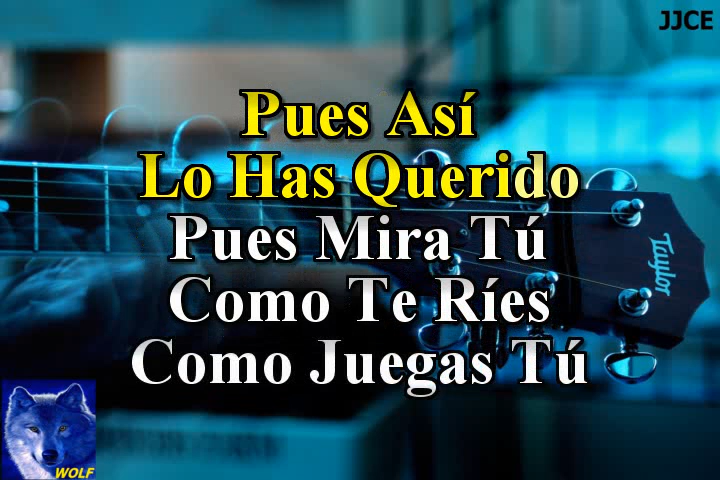 JJCE
Pues Así
Lo Has Querido
Pues Mira Tú
Como Te Ríes
Como Juegas Tú
Taylor
WOLF